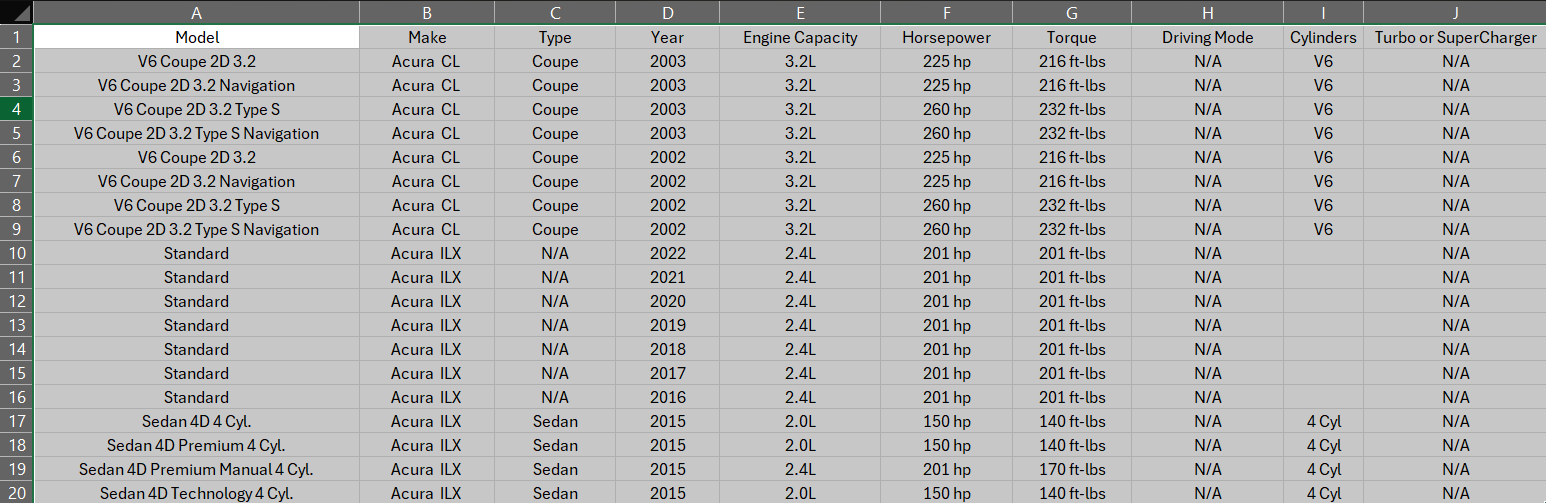 A B C D E F G H I J
1 Model Make Type Year Engine Capacity Horsepower Torque Driving Mode Cylinders Turbo or SuperCharger
2 V6 Coupe 2D 3.2 Acura CL Coupe 2003 3.2L 225 hp 216 ft-lbs N/A V6 N/A
3 V6 Coupe 2D 3.2 Navigation Acura CL Coupe 2003 3.2L 225 hp 216 ft-lbs N/A V6 N/A
4 V6 Coupe 2D 3.2 Type S Acura CL Coupe 2003 3.2L 260 hp 232 ft-lbs N/A V6 N/A
5 V6 Coupe 2D 3.2 Type S Navigation Acura CL Coupe 2003 3.2L 260 hp 232 ft-lbs N/A V6 N/A
6 V6 Coupe 2D 3.2 Acura CL Coupe 2002 3.2L 225 hp 216 ft-lbs N/A V6 N/A
7 V6 Coupe 2D 3.2 Navigation Acura CL Coupe 2002 3.2L 225 hp 216 ft-lbs N/A V6 N/A
8 V6 Coupe 2D 3.2 Type S Acura CL Coupe 2002 3.2L 260 hp 232 ft-lbs N/A V6 N/A
9 V6 Coupe 2D 3.2 Type S Navigation Acura CL Coupe 2002 3.2L 260 hp 232 ft-lbs N/A V6 N/A
10 Standard Acura ILX N/A 2022 2.4L 201 hp 201 ft-lbs N/A N/A
11 Standard Acura ILX N/A 2021 2.4L 201 hp 201 ft-lbs N/A N/A
12 Standard Acura ILX N/A 2020 2.4L 201 hp 201 ft-lbs N/A N/A
13 Standard Acura ILX N/A 2019 2.4L 201 hp 201 ft-lbs N/A N/A
14 Standard Acura ILX N/A 2018 2.4L 201 hp 201 ft-lbs N/A N/A
15 Standard Acura ILX N/A 2017 2.4L 201 hp 201 ft-lbs N/A N/A
16 Standard Acura ILX N/A 2016 2.4L 201 hp 201 ft-lbs N/A N/A
17 Sedan 4D 4 Cyl. Acura ILX Sedan 2015 2.0L 150 hp 140 ft-lbs N/A 4 Cyl N/A
18 Sedan 4D Premium 4 Cyl. Acura ILX Sedan 2015 2.0L 150 hp 140 ft-lbs N/A 4 Cyl N/A
19 Sedan 4D Premium Manual 4 Cyl. Acura ILX Sedan 2015 2.4L 201 hp 170 ft-lbs N/A 4 Cyl N/A
20 Sedan 4D Technology 4 Cyl. Acura ILX Sedan 2015 2.0L 150 hp 140 ft-lbs N/A 4 Cyl N/A